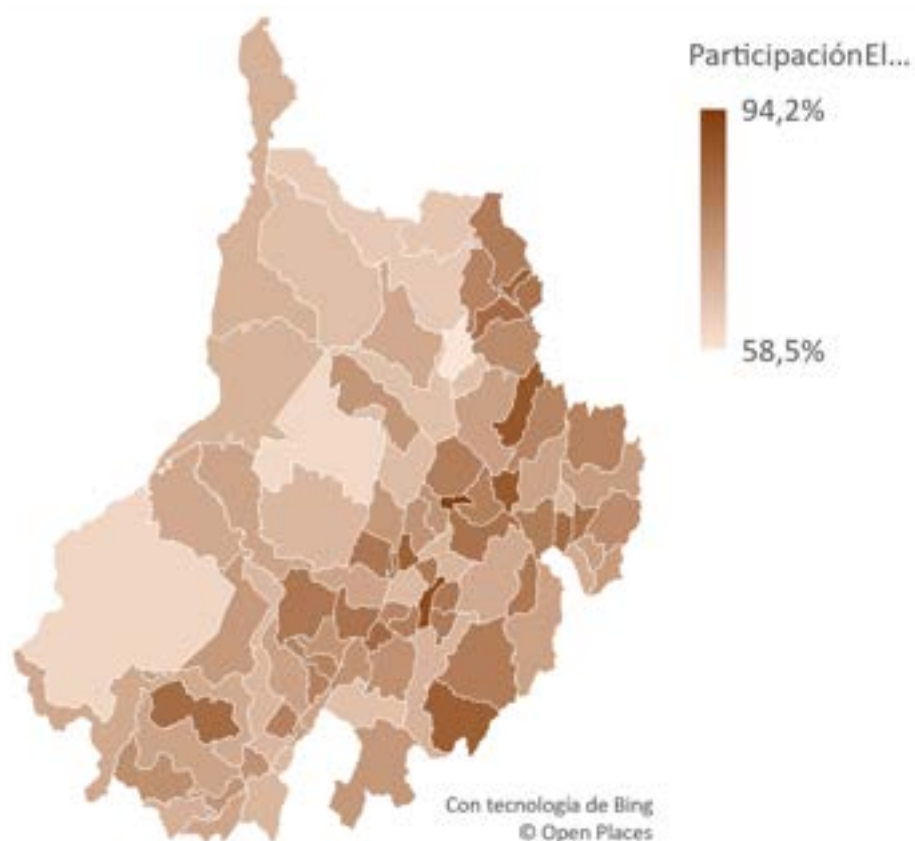 ParticipaciónEl...
94,2%
58,5%
Con tecnología de Bing
© Open Places